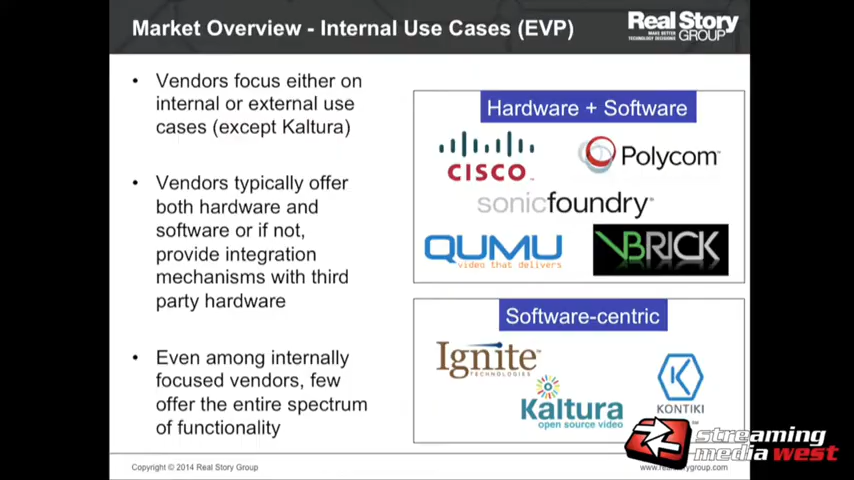 Market Overview - Internal Use Cases (EVP)
Real Story
MAKE BETTER
TECHNOLOGY DECISIONS
GROUP
• Vendors focus either on
internal or external use
cases (except Kaltura)
• Vendors typically offer
both hardware and
software or if not,
provide integration
mechanisms with third
party hardware
• Even among internally
focused vendors, few
offer the entire spectrum
of functionality
Hardware + Software
CISCO
Polycom
sonicfoundry
QUMU
video that delivers
VBRICK
Software-centric
Ignite
TECHNOLOGIES
Kaltura
open source video
KONTIKI
streaming
media west
Copyright © 2014 Real Story Group